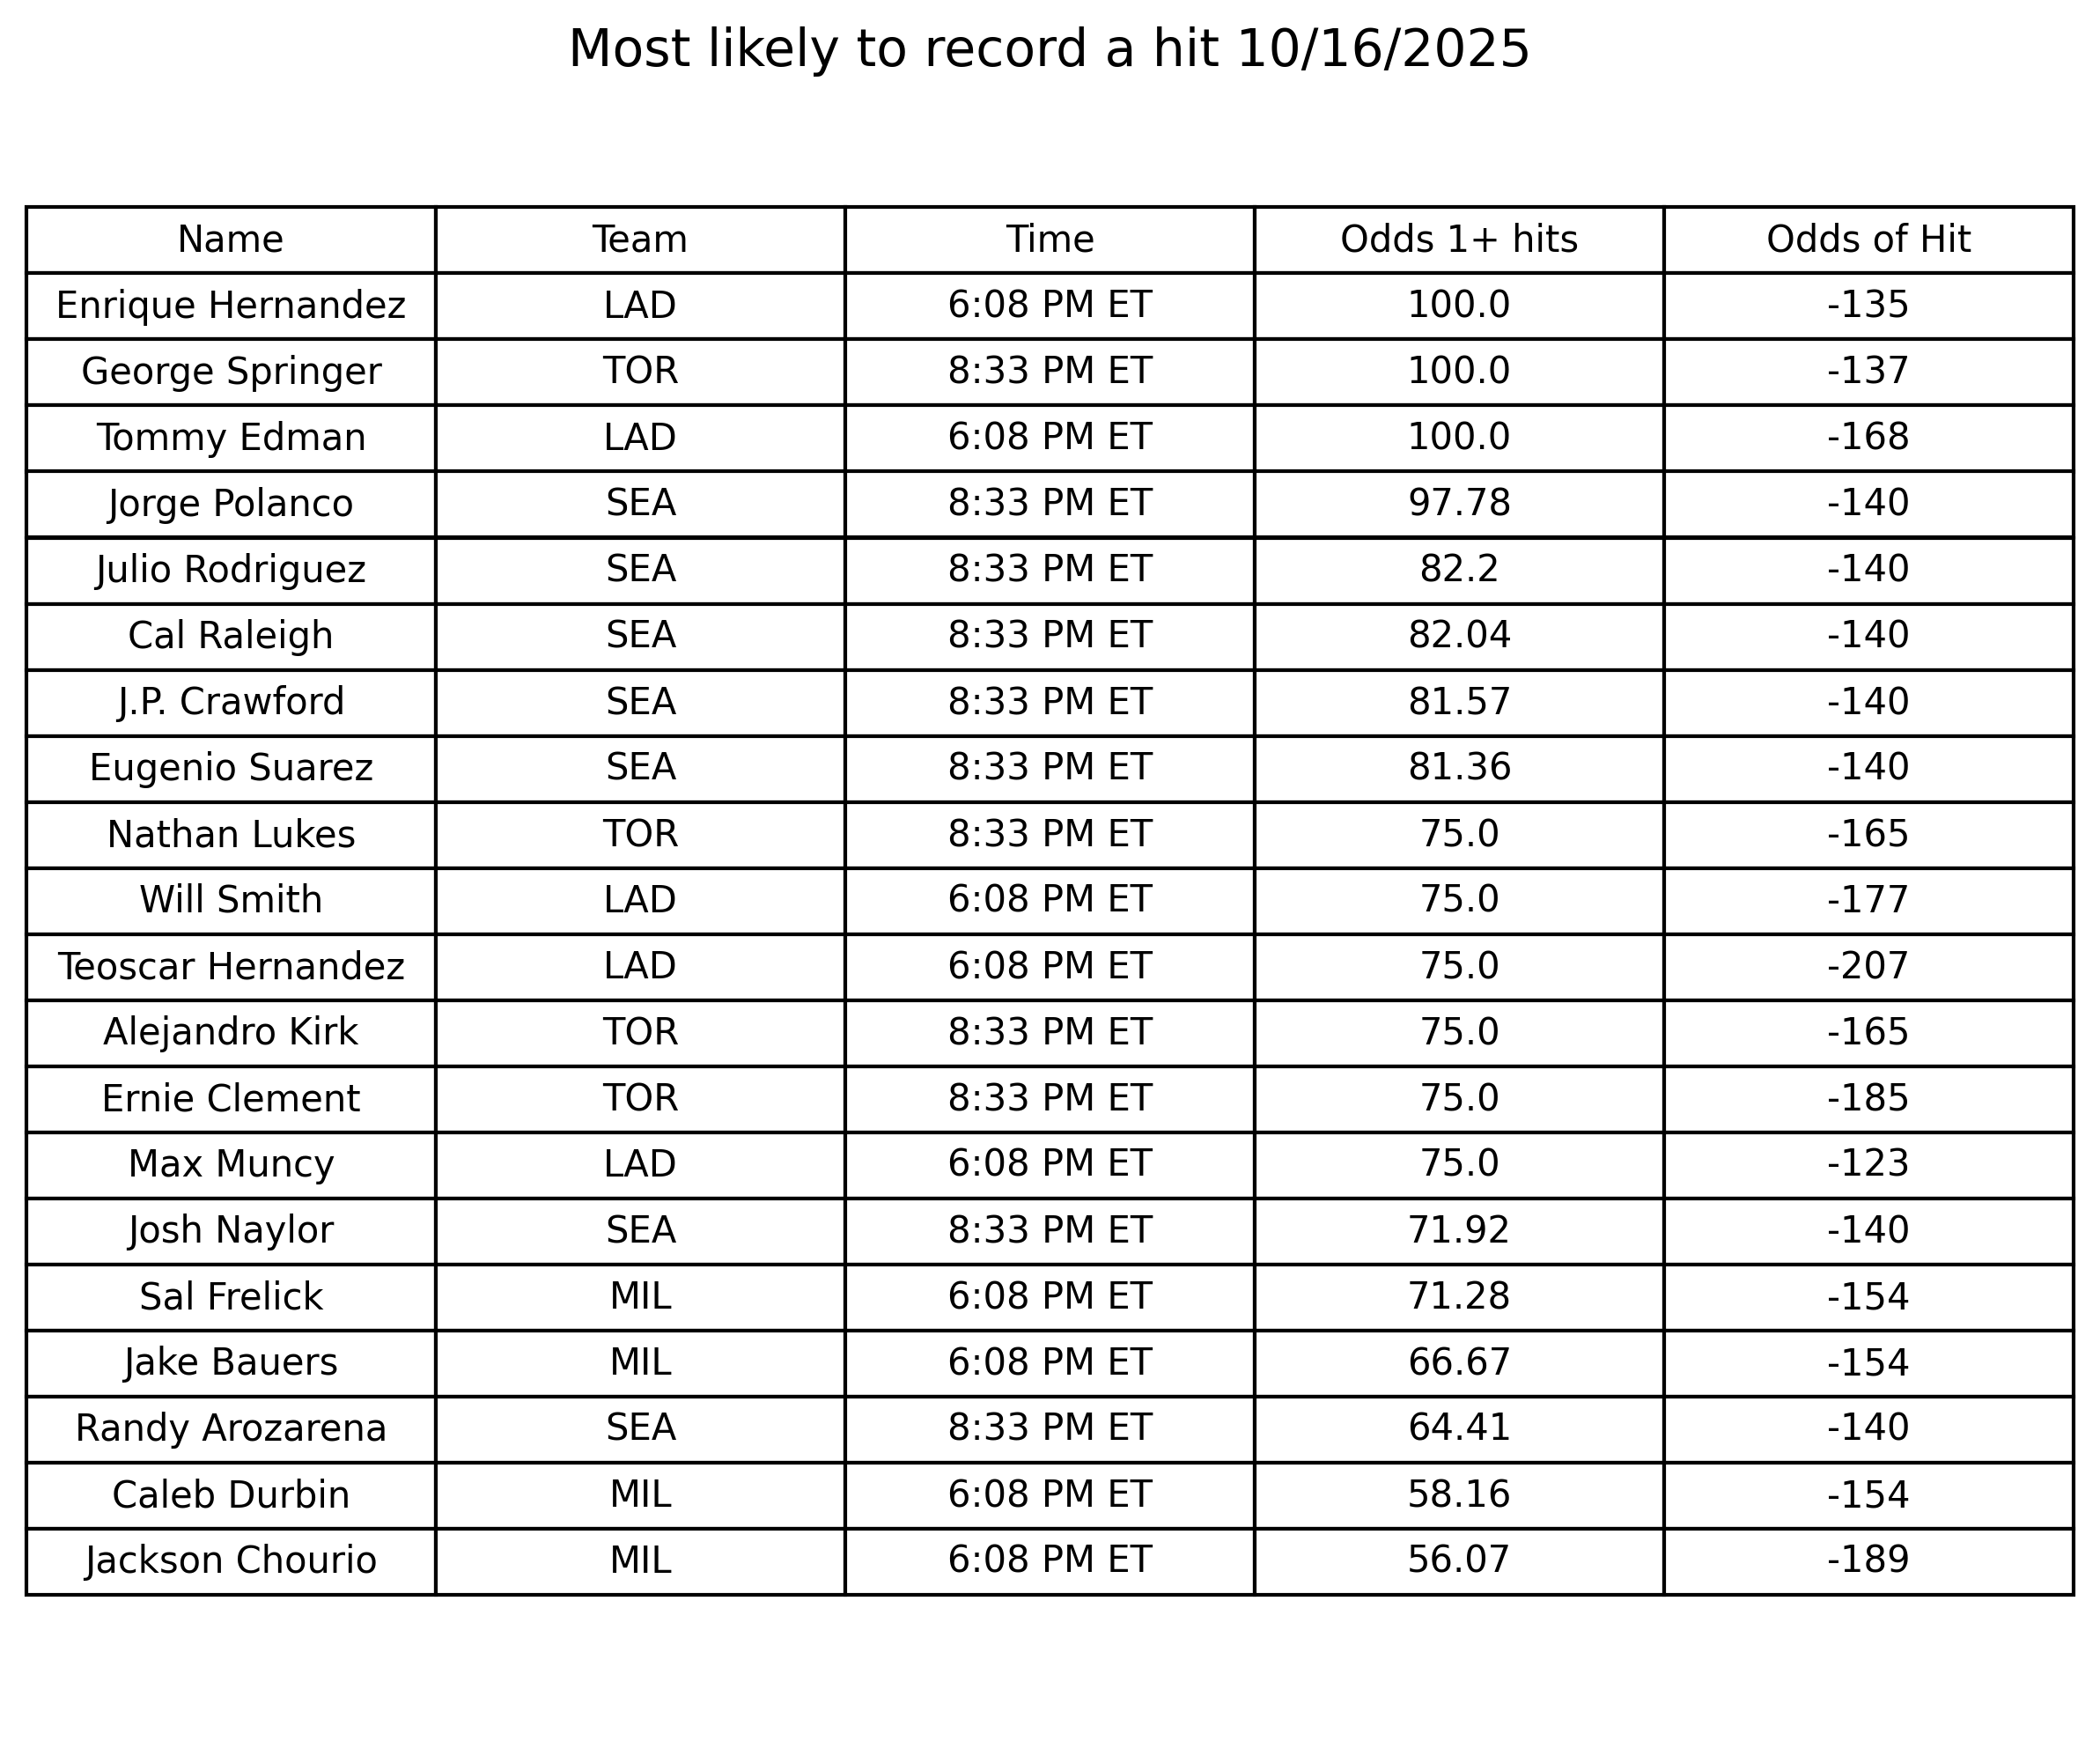 Most likely to record a hit 10/16/2025
Name Team Time Odds 1+ hits Odds of Hit
Enrique Hernandez LAD 6:08 PM ET 100.0 -135
George Springer TOR 8:33 PM ET 100.0 -137
Tommy Edman LAD 6:08 PM ET 100.0 -168
Jorge Polanco SEA 8:33 PM ET 97.78 -140
Julio Rodriguez SEA 8:33 PM ET 82.2 -140
Cal Raleigh SEA 8:33 PM ET 82.04 -140
J.P. Crawford SEA 8:33 PM ET 81.57 -140
Eugenio Suarez SEA 8:33 PM ET 81.36 -140
Nathan Lukes TOR 8:33 PM ET 75.0 -165
Will Smith LAD 6:08 PM ET 75.0 -177
Teoscar Hernandez LAD 6:08 PM ET 75.0 -207
Alejandro Kirk TOR 8:33 PM ET 75.0 -165
Ernie Clement TOR 8:33 PM ET 75.0 -185
Max Muncy LAD 6:08 PM ET 75.0 -123
Josh Naylor SEA 8:33 PM ET 71.92 -140
Sal Frelick MIL 6:08 PM ET 71.28 -154
Jake Bauers MIL 6:08 PM ET 66.67 -154
Randy Arozarena SEA 8:33 PM ET 64.41 -140
Caleb Durbin MIL 6:08 PM ET 58.16 -154
Jackson Chourio MIL 6:08 PM ET 56.07 -189